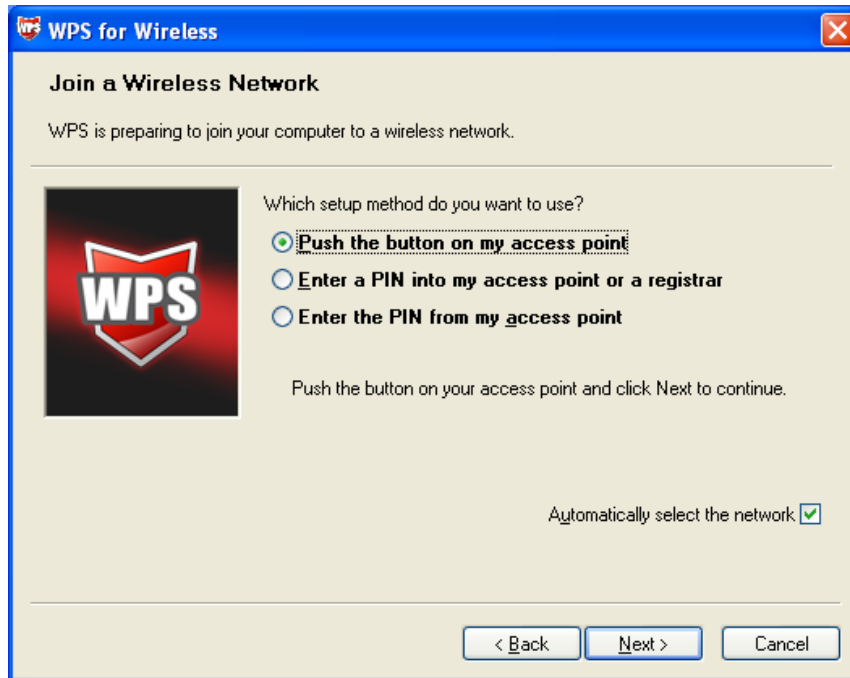 WPS for Wireless
Join a Wireless Network
WPS is preparing to join your computer to a wireless network.
WPS
Which setup method do you want to use?
Push the button on my access point
Enter a PIN into my access point or a registrar
Enter the PIN from my access point
Push the button on your access point and click Next to continue.
Automatically select the network
< Back Next > Cancel